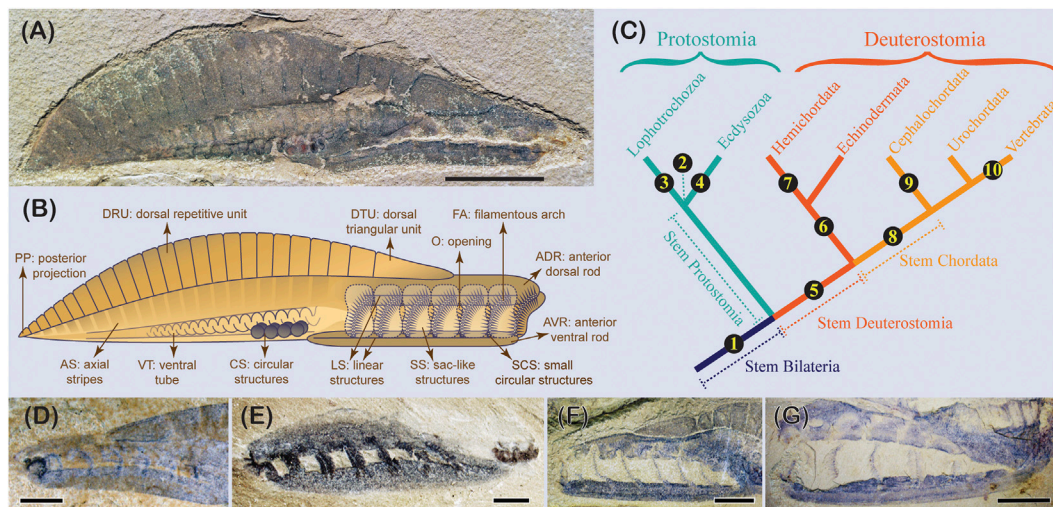 (A)
(B)
DRU: dorsal
repetitive unit
DTU: dorsal
triangular unit
FA: filamentous arch
O: opening
PP: posterior
projection
ADR: anterior
dorsal rod
AVR: anterior
ventral rod
AS: axial
stripes
VT: ventral
tube
CS: circular
structures
LS: linear
structures
SS: sac-like
structures
SCS: small
circular structures
(C)
Protostomia
Deuterostomia
Lophotrochozoa
Ecdysozoa
Hemichordata
Echinodermata
Cephalochordata
Urochordata
Vertebrata
2
3
4
7
9
10
6
8
5
1
Stem Protostomia
Stem Chordata
Stem Deuterostomia
Stem Bilateria
(D)
(E)
(F)
(G)